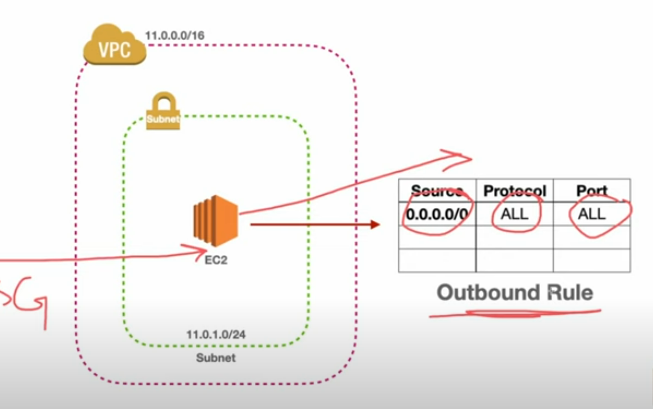 11.0.0.0/16
VPC
Subnet
EC2
11.0.1.0/24
Subnet
SG
Source Protocol Port
0.0.0.0/0 ALL ALL
Outbound Rule